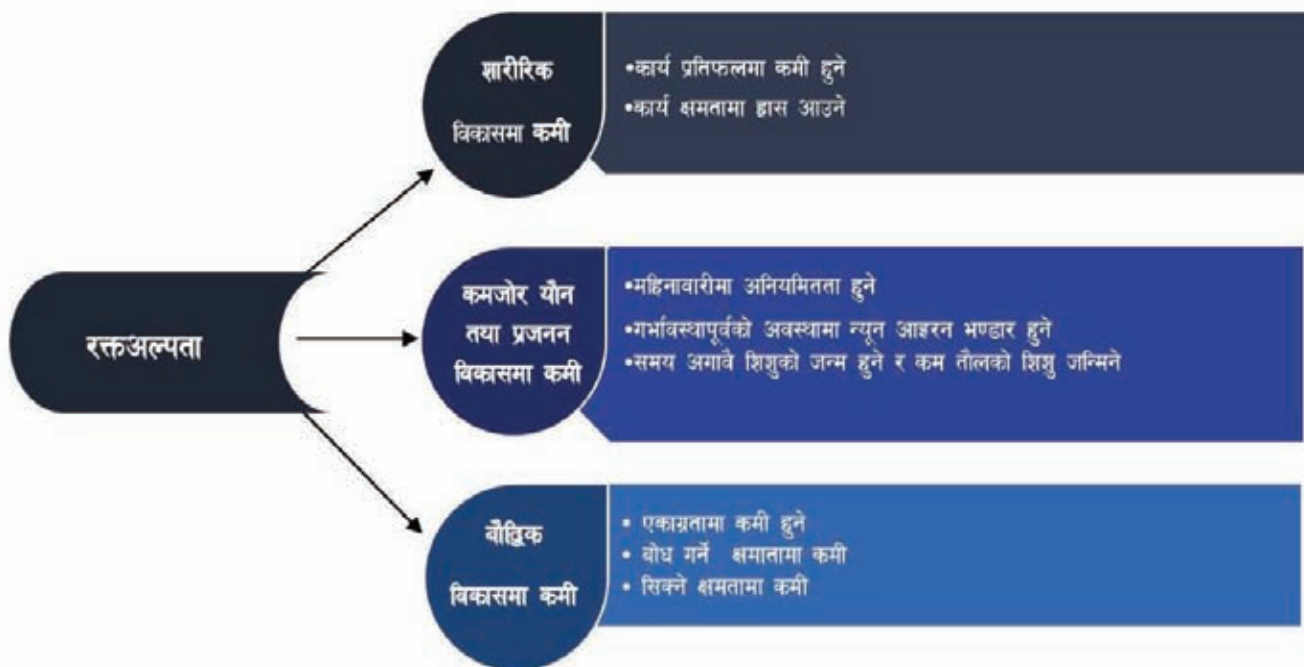 रक्तअल्पता
शारीरिक
विकासमा कमी
•कार्य प्रतिफलमा कमी हुने
•कार्य क्षमतामा ह्रास आउने
कमजोर यौन
तथा प्रजनन
विकासमा कमी
•महिनावारीमा अनियमितता हुने
•गर्भावस्थापूर्वको अवस्थामा न्यून आइरन भण्डार हुने
•समय अगावै शिशुको जन्म हुने र कम तौलको शिशु जन्मिने
बौद्धिक
विकासमा कमी
• एकाग्रतामा कमी हुने
• बोध गर्ने क्षमातामा कमी
• सिक्ने क्षमतामा कमी